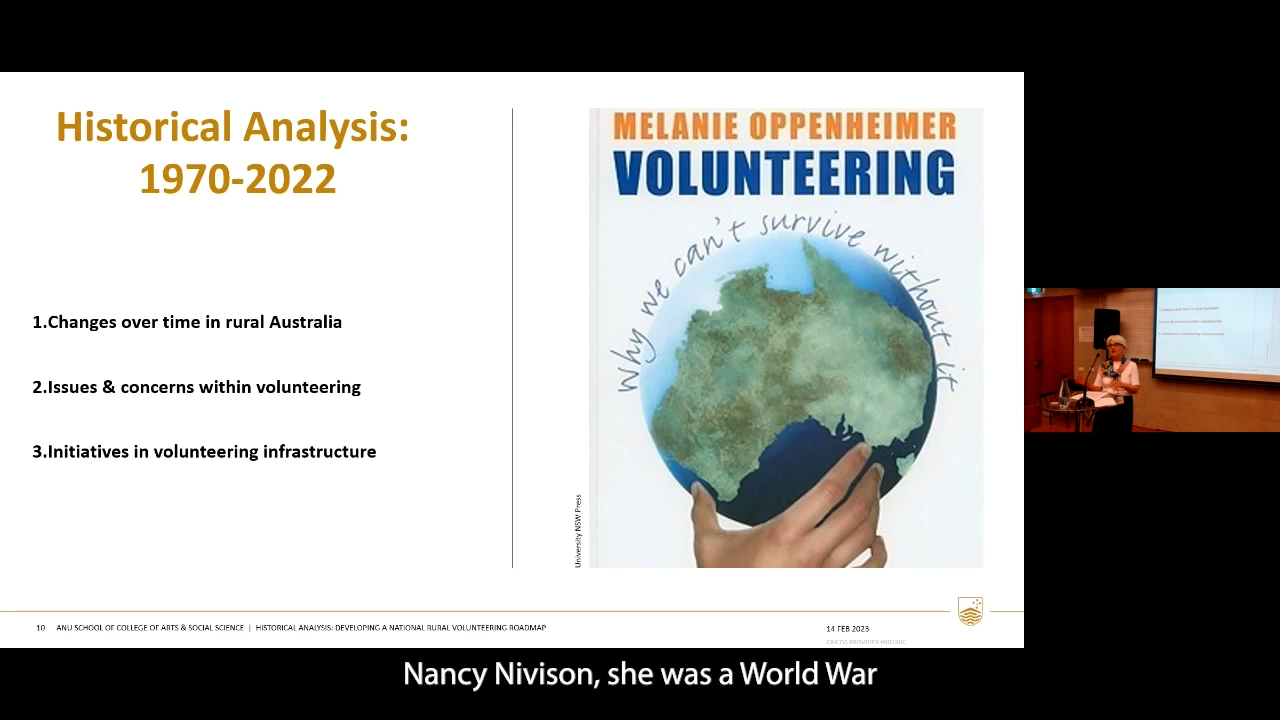 Historical Analysis:
1970-2022
1.Changes over time in rural Australia
2.Issues & concerns within volunteering
3.Initiatives in volunteering infrastructure
MELANIE OPPENHEIMER
VOLUNTEERING
why we can't survive without it
University NSW Press
10 ANU SCHOOL OF COLLEGE OF ARTS & SOCIAL SCIENCE | HISTORICAL ANALYSIS: DEVELOPING A NATIONAL RURAL VOLUNTEERING ROADMAP
14 FEB 2023
CRICOS PROVIDER #00120C
Nancy Nivison, she was a World War